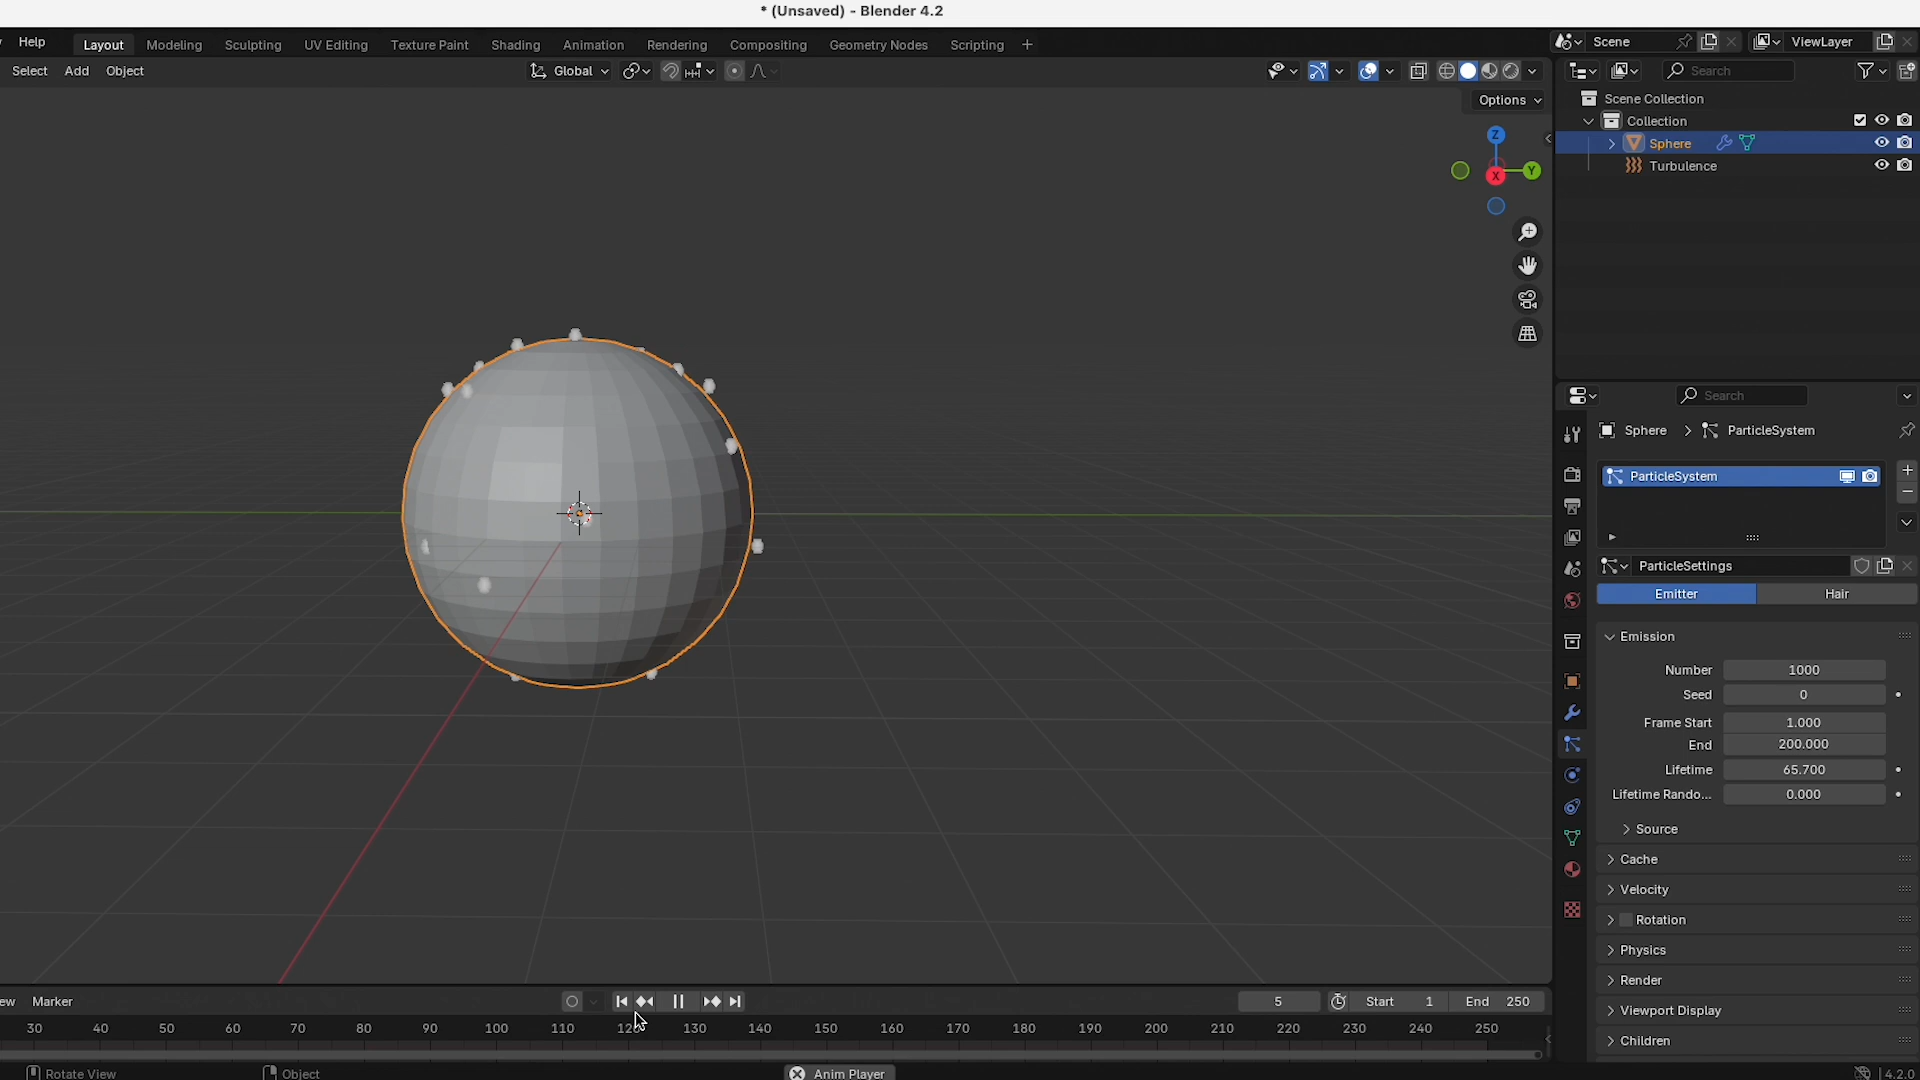 * (Unsaved) - Blender 4.2
Help Layout Modeling Sculpting UV Editing Texture Paint Shading Animation Rendering Compositing Geometry Nodes Scripting + Scene ViewLayer
Select Add Object Global Search
Options
Scene Collection
Collection
Z
Sphere
Y
X
Turbulence
Search
Sphere > ParticleSystem
ParticleSystem
ParticleSettings
Emitter Hair
Emission
Number 1000
Seed 0
Frame Start 1.000
End 200.000
Lifetime 65.700
Lifetime Rando... 0.000
Source
Cache
Velocity
Rotation
Physics
Render
Viewport Display
Children
ew Marker 5 Start 1 End 250
30 40 50 60 70 80 90 100 110 120 130 140 150 160 170 180 190 200 210 220 230 240 250
Rotate View Object Anim Player 4.2.0